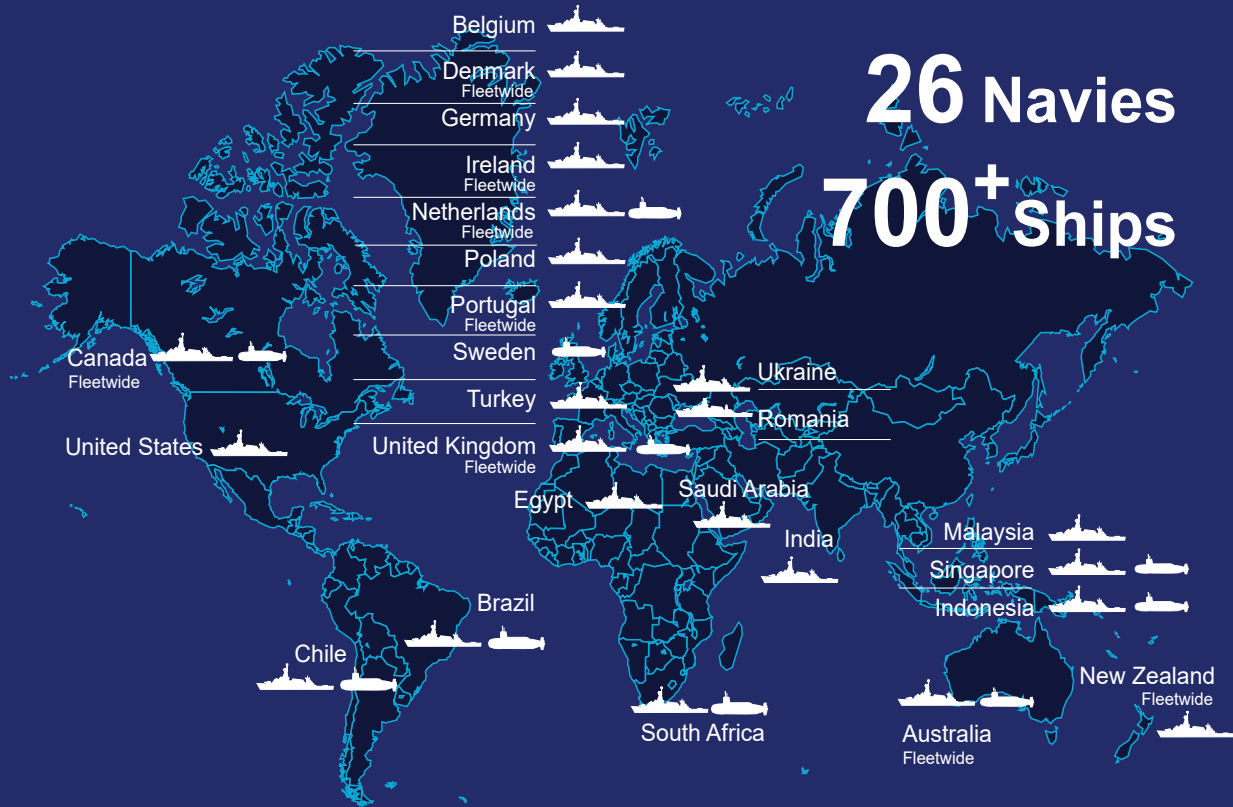 26 Navies
700+ Ships
Belgium
Denmark
Fleetwide
Germany
Ireland
Fleetwide
Netherlands
Fleetwide
Poland
Portugal
Fleetwide
Sweden
Turkey
United Kingdom
Fleetwide
Canada
Fleetwide
United States
Ukraine
Romania
Egypt
Saudi Arabia
India
Malaysia
Singapore
Indonesia
Brazil
Chile
South Africa
New Zealand
Fleetwide
Australia
Fleetwide